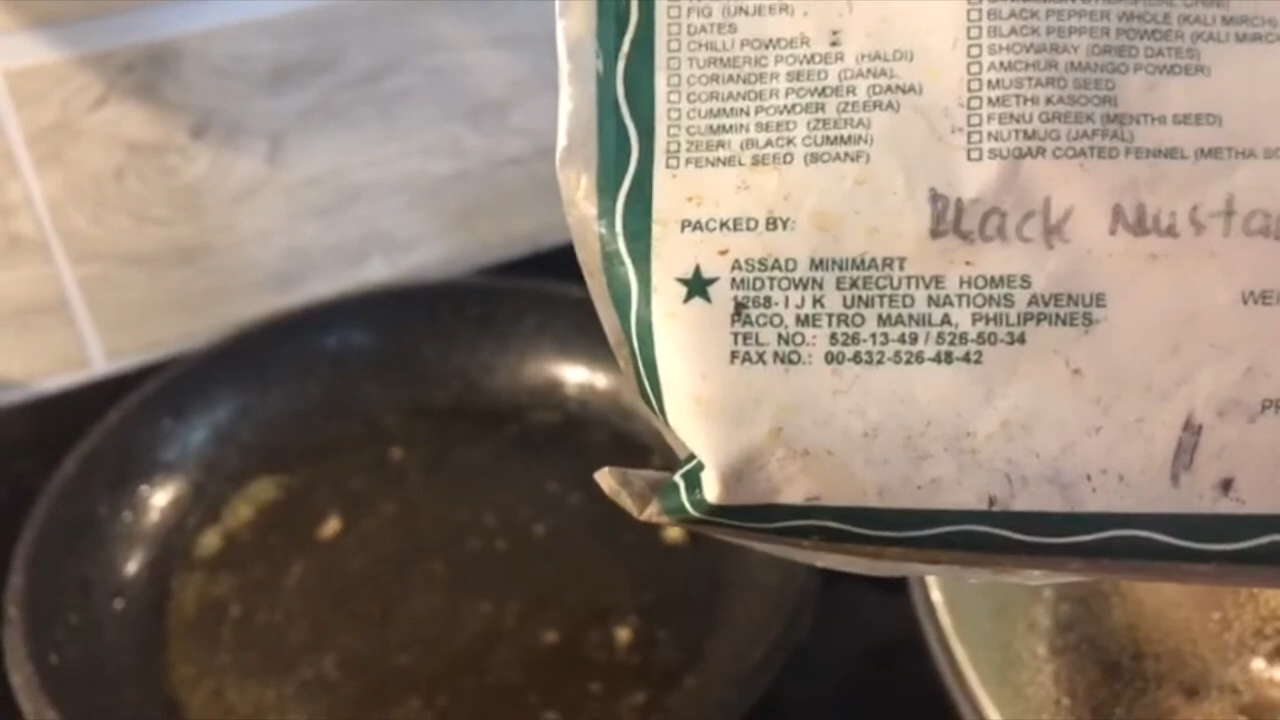 FIG (UNJEER)
DATES
CHILLI POWDER
TURMERIC POWDER (HALDI)
CORIANDER SEED (DANA)
CORIANDER POWDER (DANA)
CUMMIN POWDER (ZEERA)
CUMMIN SEED (ZEERA)
ZEERI (BLACK CUMMIN)
FENNEL SEED (SOANF)
BLACK PEPPER WHOLE (KALI MIRCH)
BLACK PEPPER POWDER (KALI MIRC
SHOWARAY (DRIED DATES)
AMCHUR (MANGO POWDER)
MUSTARD SEED
METHI KASOORI
FENU GREEK (MENTHI SEED)
NUTMUG (JAFFAL)
SUGAR COATED FENNEL (METHA SO
Black Musta
PACKED BY:
ASSAD MINIMART
MIDTOWN EXECUTIVE HOMES
1268-I J K UNITED NATIONS AVENUE
PACO, METRO MANILA, PHILIPPINES
TEL. NO.: 526-13-49 / 526-50-34
FAX NO.: 00-632-526-48-42
WE